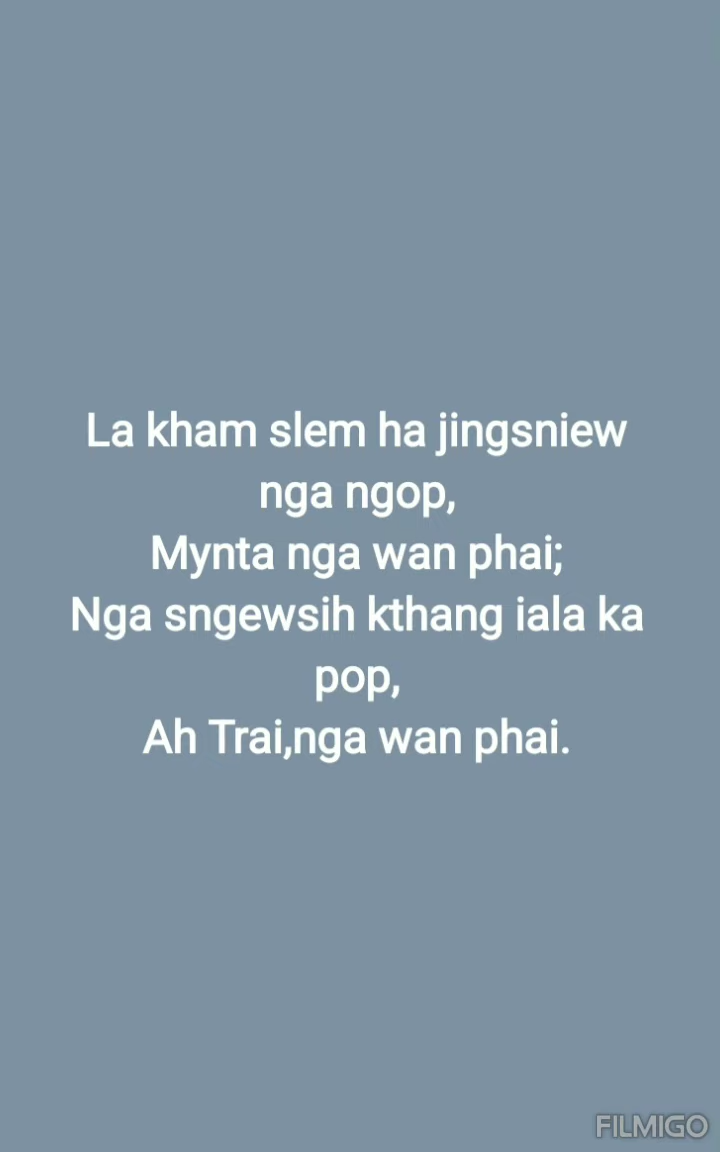 La kham slem ha jingsniew
nga ngop,
Mynta nga wan phai;
Nga sngewsih kthang iala ka
pop,
Ah Trai,nga wan phai.
FILMIGO